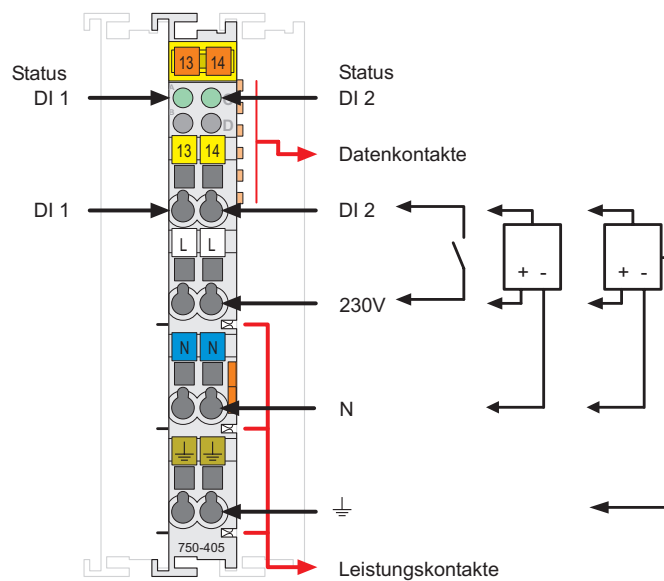 13 14
Status
DI 1
Status
DI 2
A
C
B
D
13 14
Datenkontakte
DI 1
DI 2
L L
+ -
+ -
230V
N N
N
750-405
Leistungskontakte